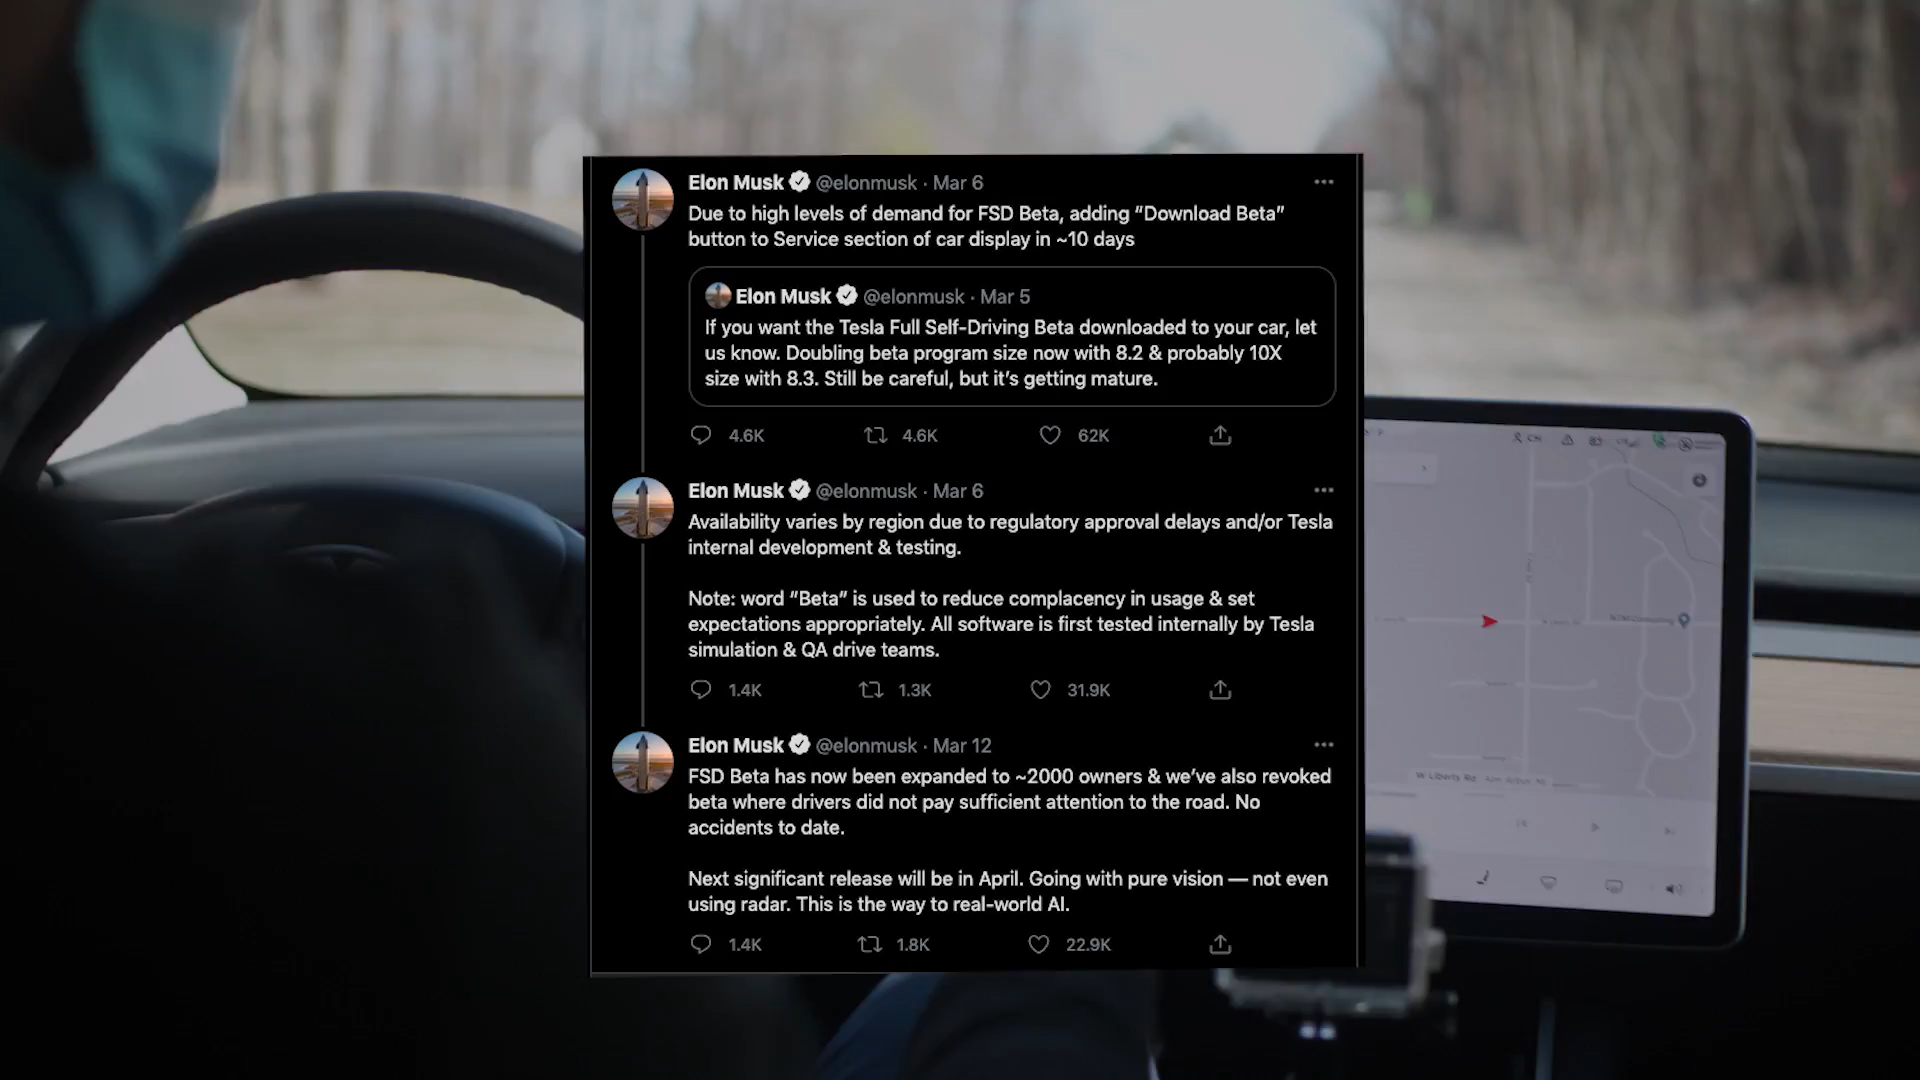 Elon Musk @elonmusk · Mar 6
Due to high levels of demand for FSD Beta, adding “Download Beta”
button to Service section of car display in ~10 days
Elon Musk @elonmusk · Mar 5
If you want the Tesla Full Self-Driving Beta downloaded to your car, let
us know. Doubling beta program size now with 8.2 & probably 10X
size with 8.3. Still be careful, but it’s getting mature.
4.6K 4.6K 62K
Elon Musk @elonmusk · Mar 6
Availability varies by region due to regulatory approval delays and/or Tesla
internal development & testing.
Note: word “Beta” is used to reduce complacency in usage & set
expectations appropriately. All software is first tested internally by Tesla
simulation & QA drive teams.
1.4K 1.3K 31.9K
Elon Musk @elonmusk · Mar 12
FSD Beta has now been expanded to ~2000 owners & we’ve also revoked
beta where drivers did not pay sufficient attention to the road. No
accidents to date.
Next significant release will be in April. Going with pure vision — not even
using radar. This is the way to real-world AI.
1.4K 1.8K 22.9K
W Liberty Rd